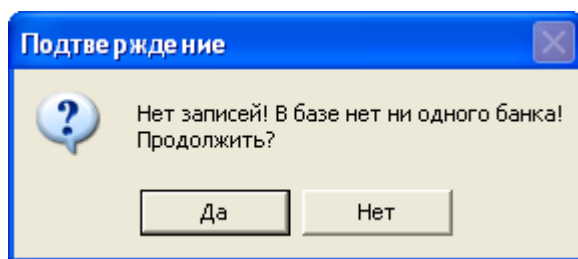 Подтверждение
Нет записей! В базе нет ни одного банка!
Продолжить?
Да
Нет